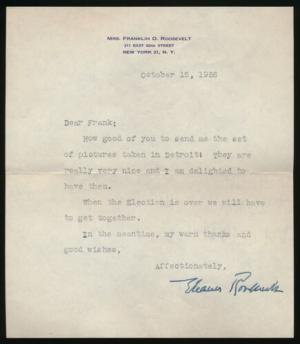 MRS. FRANKLIN D. ROOSEVELT
211 EAST 62ND STREET
NEW YORK 21, N. Y.
October 15, 1956
Dear Frank:
How good of you to send me the set
of pictures taken in Detroit! They are
really very nice and I am delighted to
have them.
When the Election is over we will have
to get together.
In the meantime, my warm thanks and
good wishes,
Affectionately,
Eleanor Roosevelt